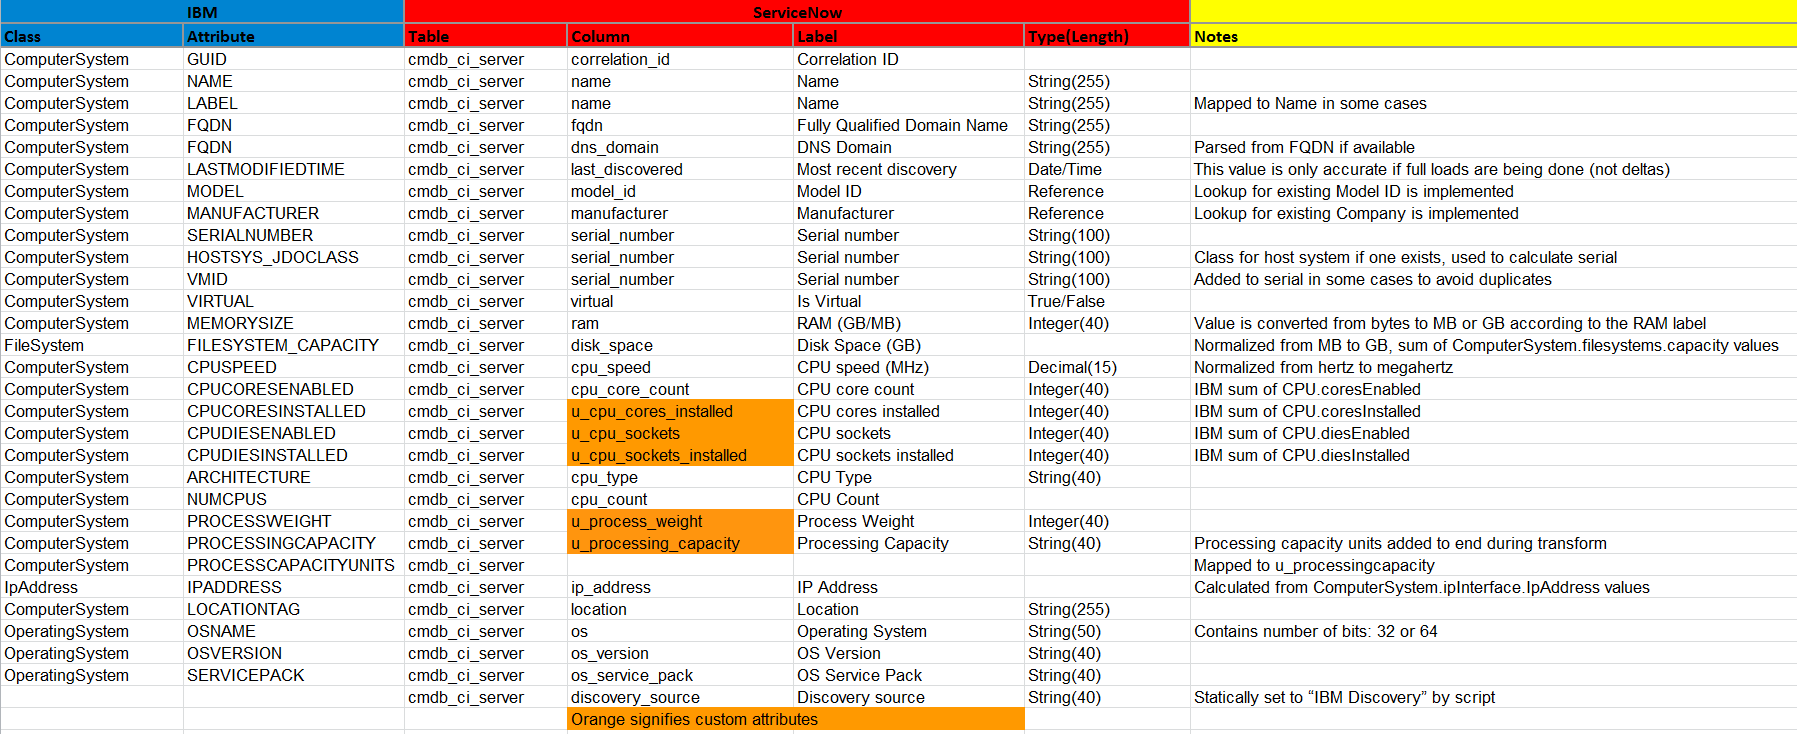 IBM ServiceNow
Class Attribute Table Column Label Type(Length) Notes
ComputerSystem GUID cmdb_ci_server correlation_id Correlation ID
ComputerSystem NAME cmdb_ci_server name Name String(255)
ComputerSystem LABEL cmdb_ci_server name Name String(255) Mapped to Name in some cases
ComputerSystem FQDN cmdb_ci_server fqdn Fully Qualified Domain Name String(255)
ComputerSystem FQDN cmdb_ci_server dns_domain DNS Domain String(255) Parsed from FQDN if available
ComputerSystem LASTMODIFIEDTIME cmdb_ci_server last_discovered Most recent discovery Date/Time This value is only accurate if full loads are being done (not deltas)
ComputerSystem MODEL cmdb_ci_server model_id Model ID Reference Lookup for existing Model ID is implemented
ComputerSystem MANUFACTURER cmdb_ci_server manufacturer Manufacturer Reference Lookup for existing Company is implemented
ComputerSystem SERIALNUMBER cmdb_ci_server serial_number Serial number String(100)
ComputerSystem HOSTSYS_JDOCLASS cmdb_ci_server serial_number Serial number String(100) Class for host system if one exists, used to calculate serial
ComputerSystem VMID cmdb_ci_server serial_number Serial number String(100) Added to serial in some cases to avoid duplicates
ComputerSystem VIRTUAL cmdb_ci_server virtual Is Virtual True/False
ComputerSystem MEMORYSIZE cmdb_ci_server ram RAM (GB/MB) Integer(40) Value is converted from bytes to MB or GB according to the RAM label
FileSystem FILESYSTEM_CAPACITY cmdb_ci_server disk_space Disk Space (GB) Normalized from MB to GB, sum of ComputerSystem.filesystems.capacity values
ComputerSystem CPUSPEED cmdb_ci_server cpu_speed CPU speed (MHz) Decimal(15) Normalized from hertz to megahertz
ComputerSystem CPUCORESENABLED cmdb_ci_server cpu_core_count CPU core count Integer(40) IBM sum of CPU.coresEnabled
ComputerSystem CPUCORESINSTALLED cmdb_ci_server u_cpu_cores_installed CPU cores installed Integer(40) IBM sum of CPU.coresInstalled
ComputerSystem CPUDIESENABLED cmdb_ci_server u_cpu_sockets CPU sockets Integer(40) IBM sum of CPU.diesEnabled
ComputerSystem CPUDIESINSTALLED cmdb_ci_server u_cpu_sockets_installed CPU sockets installed Integer(40) IBM sum of CPU.diesInstalled
ComputerSystem ARCHITECTURE cmdb_ci_server cpu_type CPU Type String(40)
ComputerSystem NUMCPUS cmdb_ci_server cpu_count CPU Count
ComputerSystem PROCESSWEIGHT cmdb_ci_server u_process_weight Process Weight Integer(40)
ComputerSystem PROCESSINGCAPACITY cmdb_ci_server u_processing_capacity Processing Capacity String(40) Processing capacity units added to end during transform
ComputerSystem PROCESSCAPACITYUNITS cmdb_ci_server Mapped to u_processingcapacity
IpAddress IPADDRESS cmdb_ci_server ip_address IP Address Calculated from ComputerSystem.ipInterface.IpAddress values
ComputerSystem LOCATIONTAG cmdb_ci_server location Location String(255)
OperatingSystem OSNAME cmdb_ci_server os Operating System String(50) Contains number of bits: 32 or 64
OperatingSystem OSVERSION cmdb_ci_server os_version OS Version String(40)
OperatingSystem SERVICEPACK cmdb_ci_server os_service_pack OS Service Pack String(40)
cmdb_ci_server discovery_source Discovery source String(40) Statically set to “IBM Discovery” by script
Orange signifies custom attributes